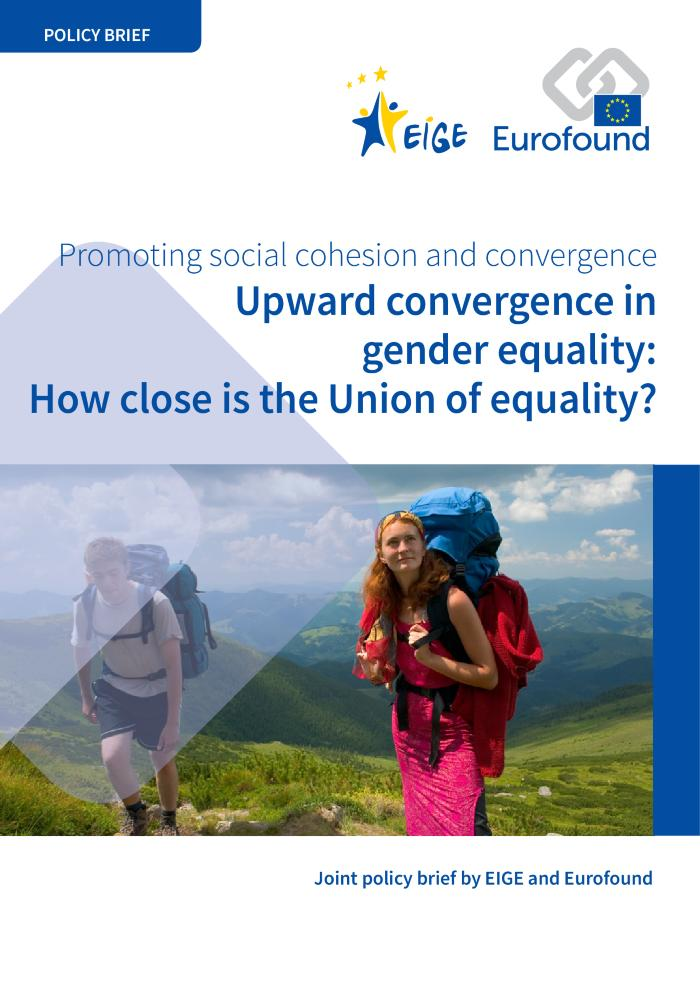 POLICY BRIEF
EIGE
Eurofound
Promoting social cohesion and convergence
Upward convergence in
gender equality:
How close is the Union of equality?
Joint policy brief by EIGE and Eurofound